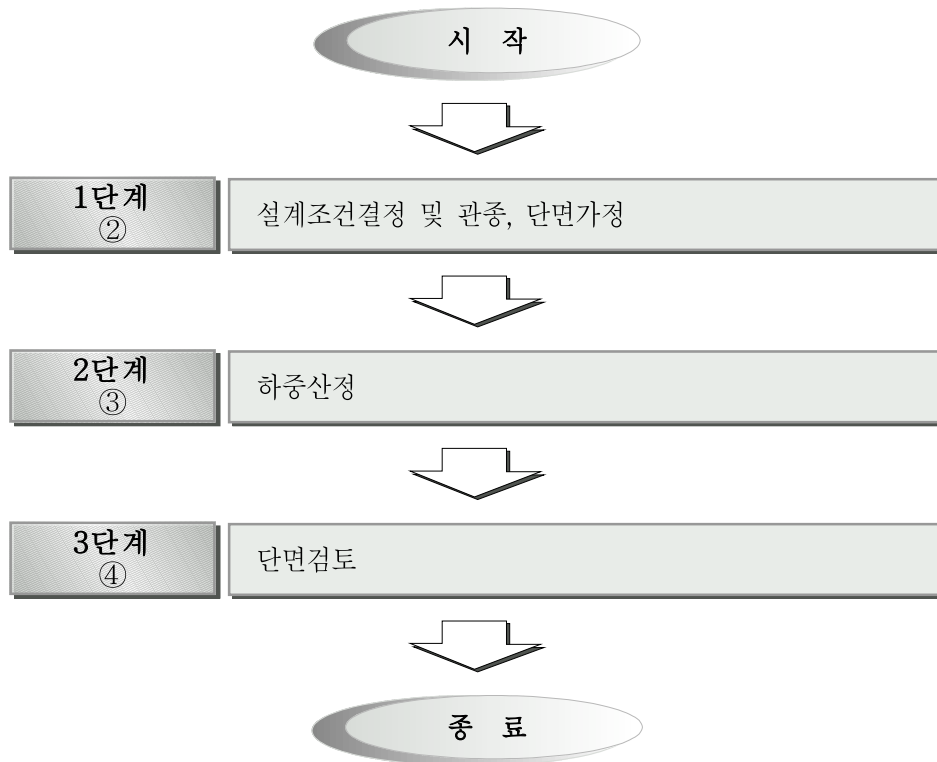 시 작
1단계
②
설계조건결정 및 관종, 단면가정
2단계
③
하중산정
3단계
④
단면검토
종 료